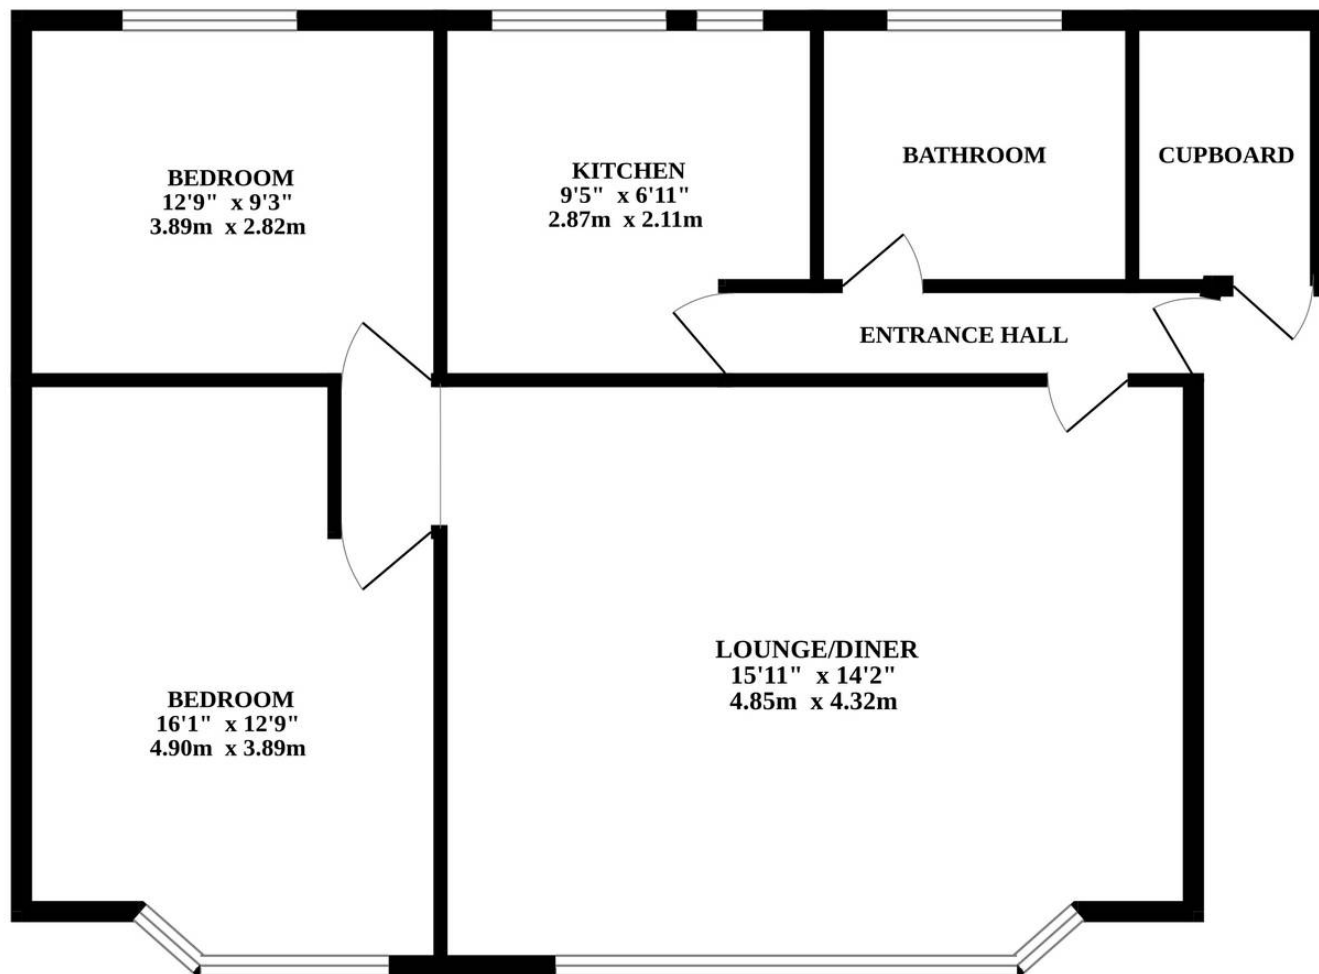 BEDROOM
12'9" x 9'3"
3.89m x 2.82m
KITCHEN
9'5" x 6'11"
2.87m x 2.11m
BATHROOM
CUPBOARD
ENTRANCE HALL
BEDROOM
16'1" x 12'9"
4.90m x 3.89m
LOUNGE/DINER
15'11" x 14'2"
4.85m x 4.32m